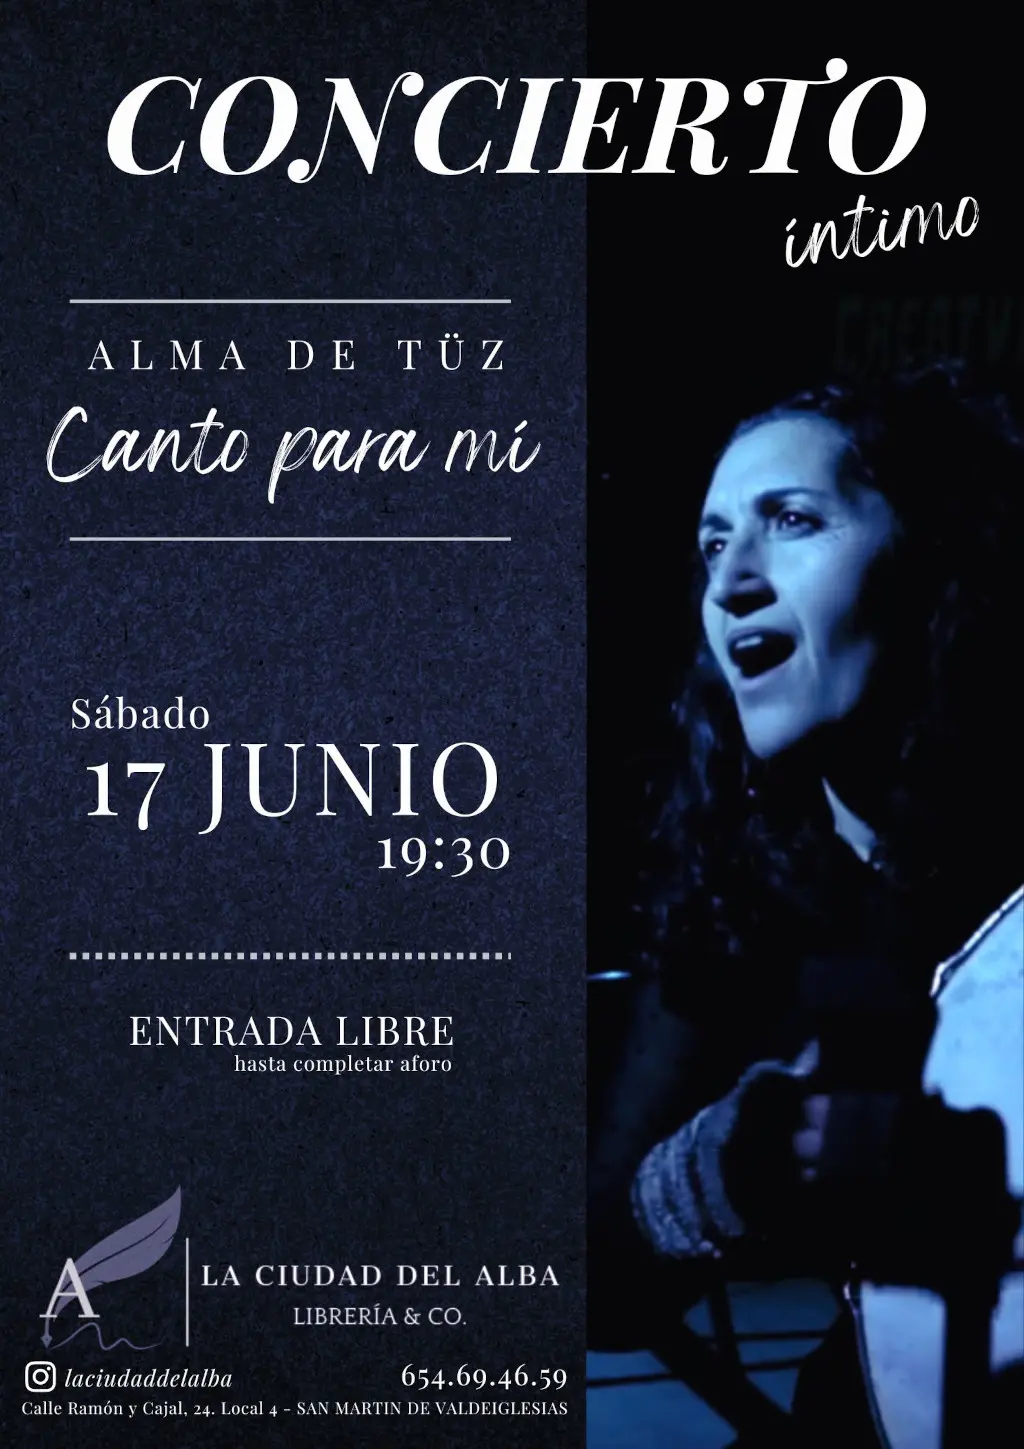 CONCIERTO
íntimo
ALMA DE TÜZ
Canto para mí
Sábado
17 JUNIO
19:30
ENTRADA LIBRE
hasta completar aforo
A
LA CIUDAD DEL ALBA
LIBRERÍA & CO.
laciudaddelalba
654.69.46.59
Calle Ramón y Cajal, 24. Local 4 - SAN MARTIN DE VALDEIGLESIAS